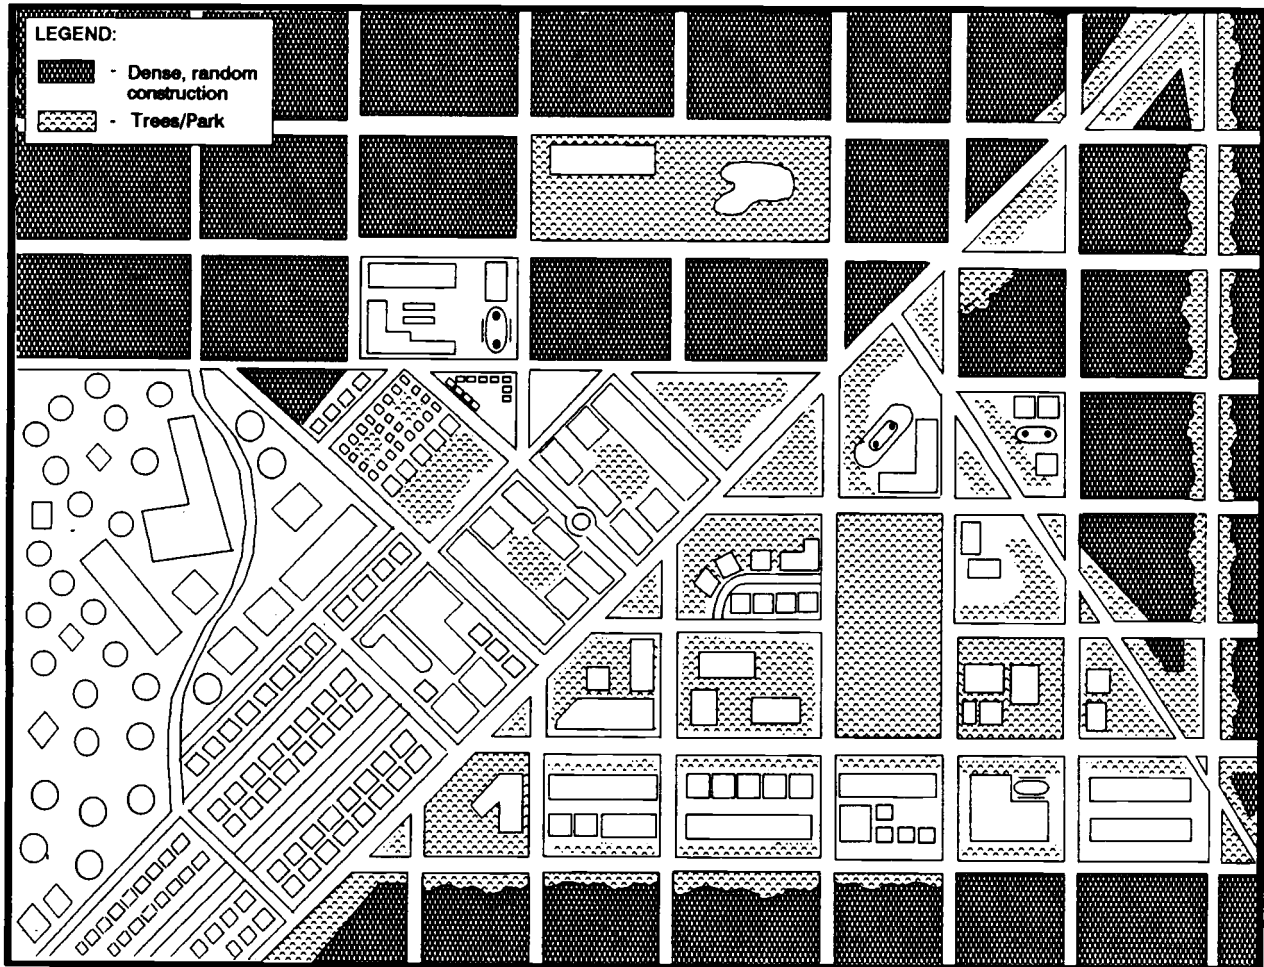 LEGEND:
- Dense, random
construction
- Trees/Park